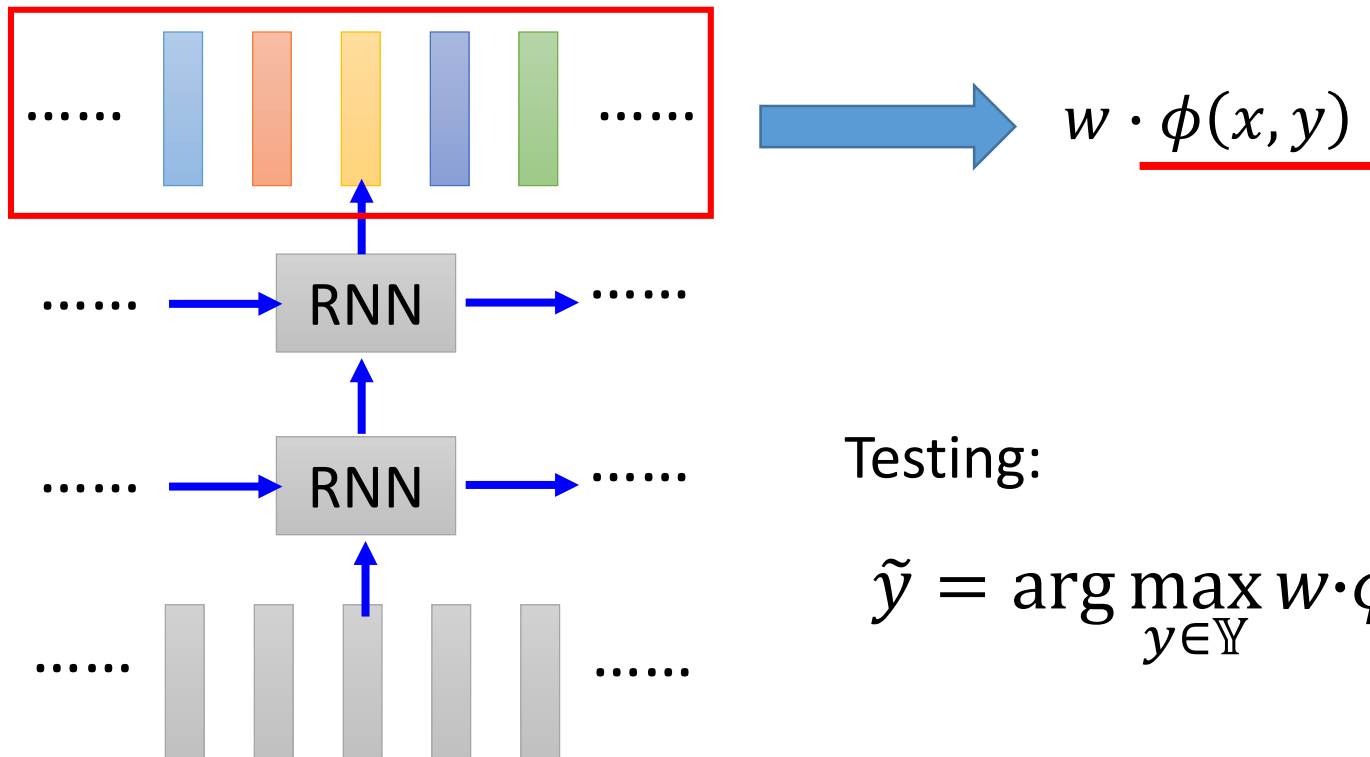 …… …… w · ϕ(x, y)
…… RNN ……
…… RNN ……
Testing:
ỹ = arg max w·
y∈𝕐
…… ……